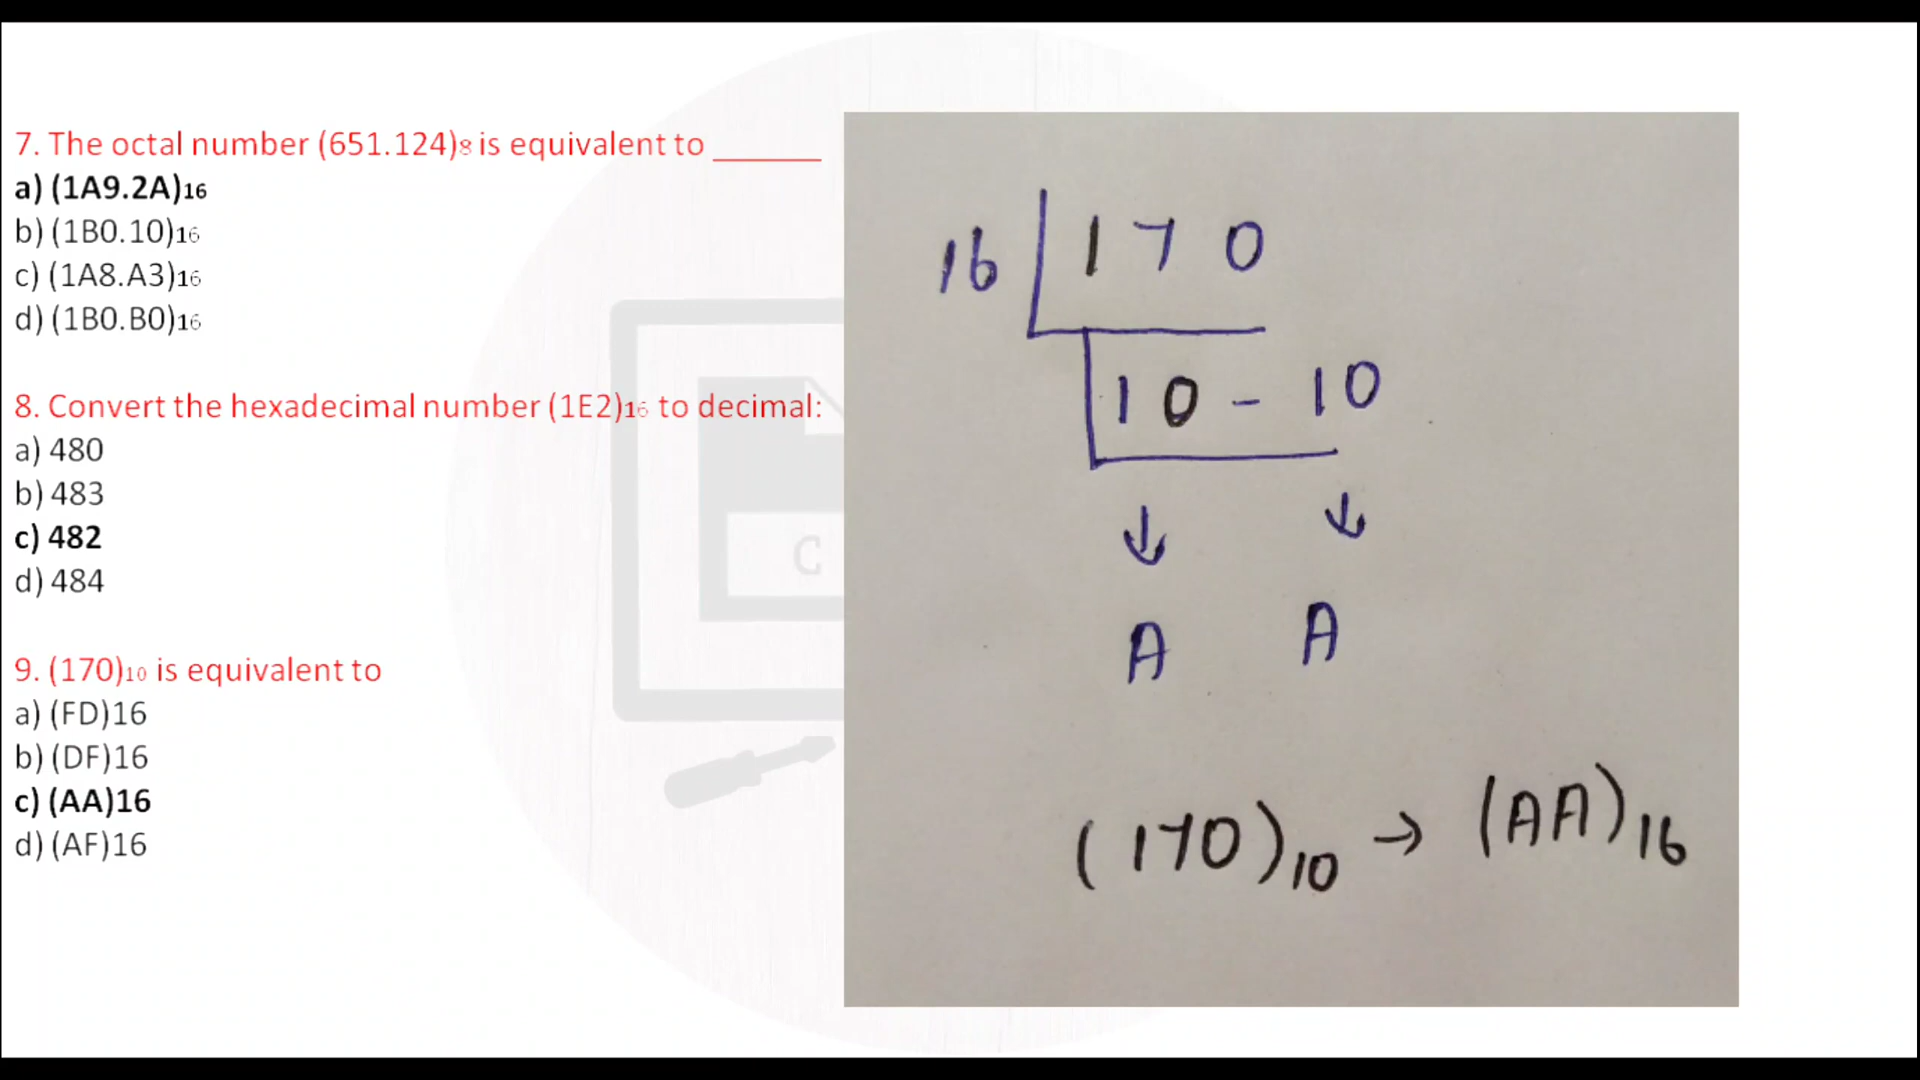 7. The octal number (651.124)8 is equivalent to ______
a) (1A9.2A)16
b) (1B0.10)16
c) (1A8.A3)16
d) (1B0.B0)16
8. Convert the hexadecimal number (1E2)16 to decimal:
a) 480
b) 483
c) 482
d) 484
9. (170)10 is equivalent to
a) (FD)16
b) (DF)16
c) (AA)16
d) (AF)16
C
16 170
10 - 10
↓ ↓
A A
(170)10 → (AA)16